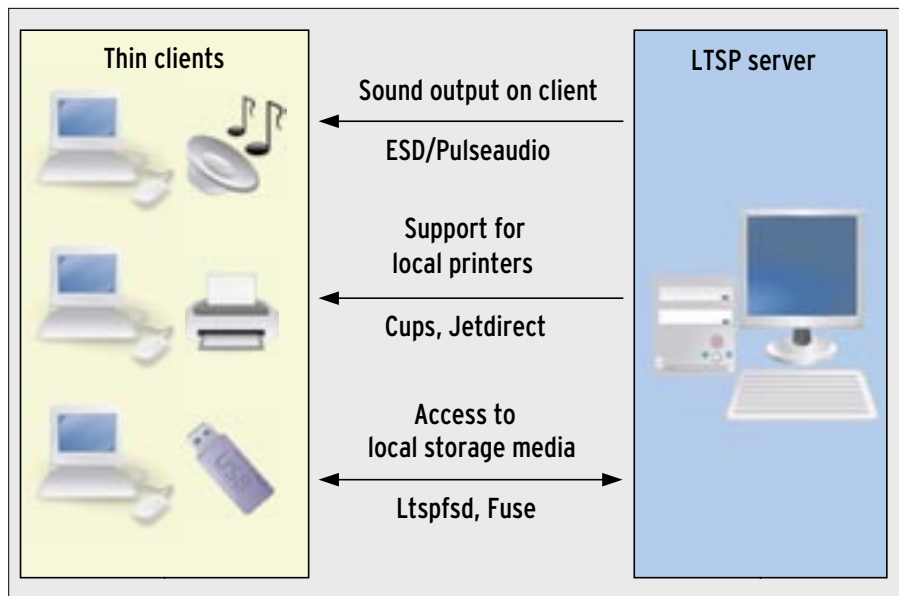 Thin clients
LTSP server
Sound output on client
ESD/Pulseaudio
Support for
local printers
Cups, Jetdirect
Access to
local storage media
Ltspfsd, Fuse
USB